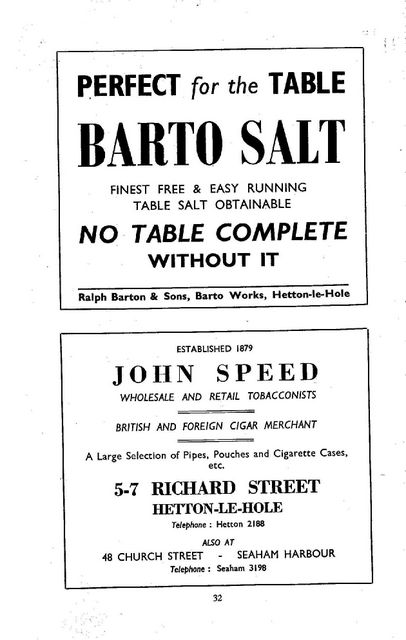 PERFECT for the TABLE
BARTO SALT
FINEST FREE & EASY RUNNING
TABLE SALT OBTAINABLE
NO TABLE COMPLETE
WITHOUT IT
Ralph Barton & Sons, Barto Works, Hetton-le-Hole
ESTABLISHED 1879
JOHN SPEED
WHOLESALE AND RETAIL TOBACCONISTS
BRITISH AND FOREIGN CIGAR MERCHANT
A Large Selection of Pipes, Pouches and Cigarette Cases,
etc.
5-7 RICHARD STREET
HETTON-LE-HOLE
Telephone : Hetton 2188
ALSO AT
48 CHURCH STREET - SEAHAM HARBOUR
Telephone : Seaham 3198
32